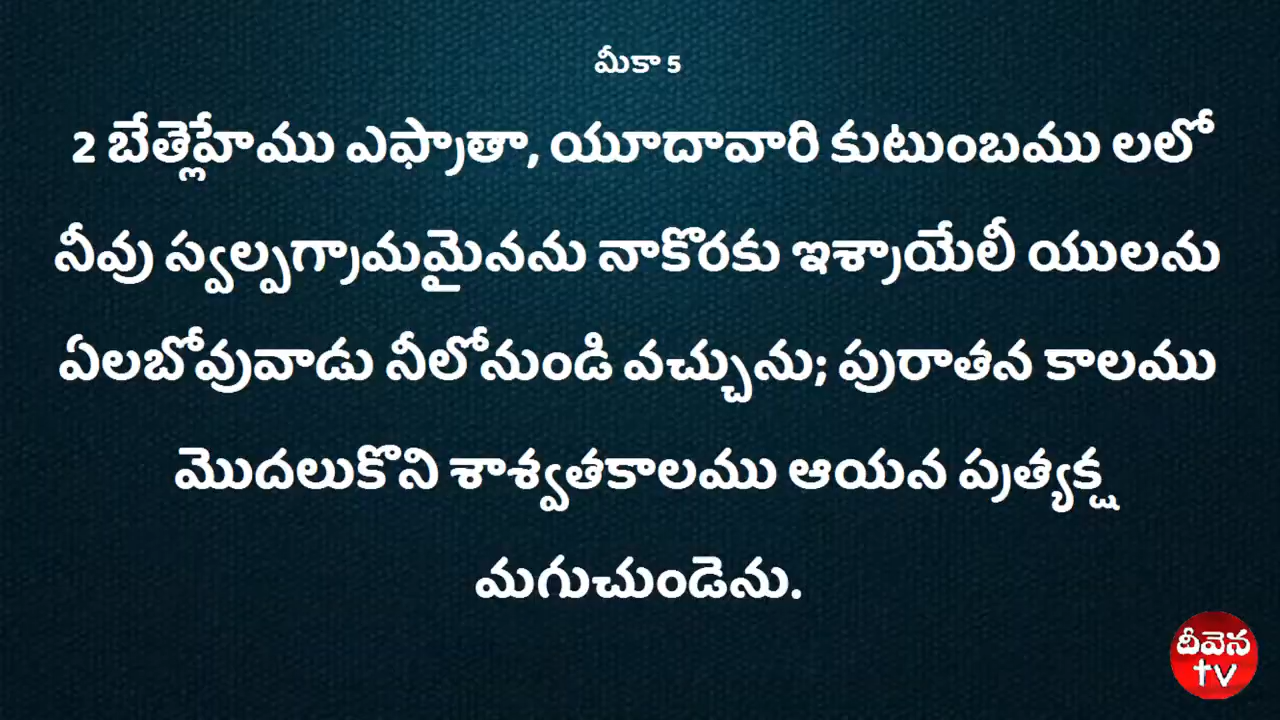 మీకా 5
2 బేత్లెహేము ఎఫ్రాతా, యూదావారి కుటుంబము లలో
నీవు స్వల్పగ్రామమైనను నాకొరకు ఇశ్రాయేలీ యులను
ఏలబోవువాడు నీలోనుండి వచ్చును; పురాతన కాలము
మొదలుకొని శాశ్వతకాలము ఆయన ప్రత్యక్ష
మగుచుండెను.
దీవెన
tv